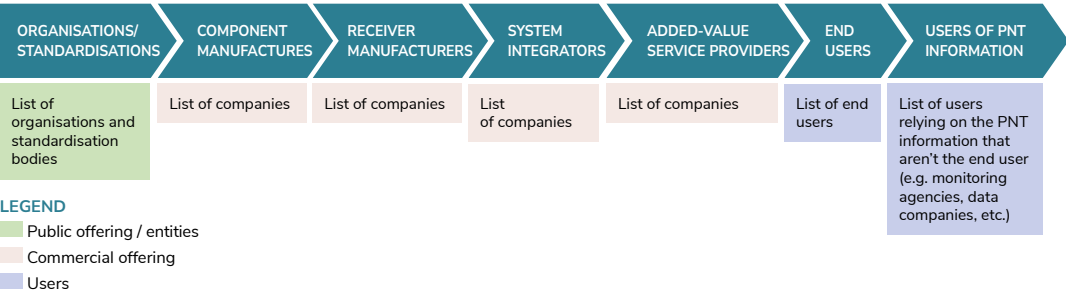 ORGANISATIONS/
STANDARDISATIONS
COMPONENT
MANUFACTURES
RECEIVER
MANUFACTURERS
SYSTEM
INTEGRATORS
ADDED-VALUE
SERVICE PROVIDERS
END
USERS
USERS OF PNT
INFORMATION
List of
organisations and
standardisation
bodies
List of companies
List of companies
List
of companies
List of companies
List of end
users
List of users
relying on the PNT
information that
aren't the end user
(e.g. monitoring
agencies, data
companies, etc.)
LEGEND
Public offering / entities
Commercial offering
Users